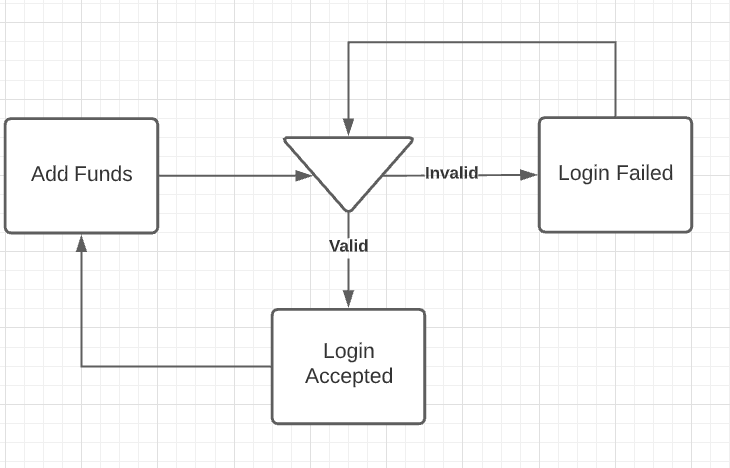 Add Funds
Invalid
Login Failed
Valid
Login
Accepted